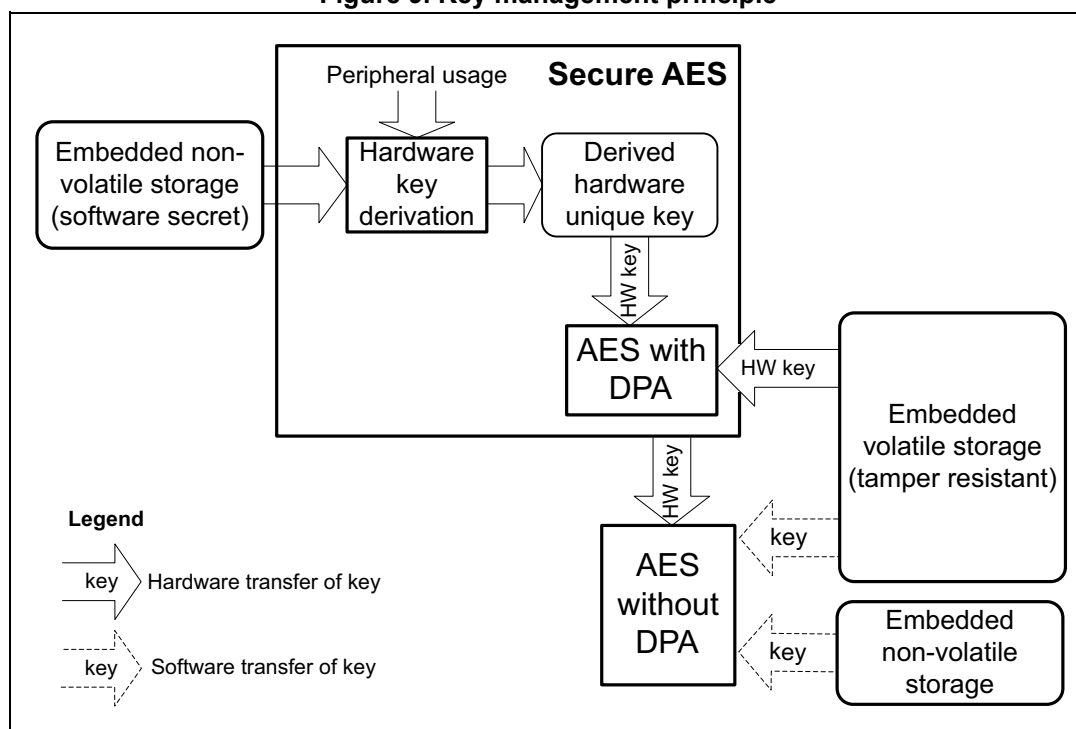 Figure 9. Key management principle
Secure AES
Peripheral usage
Embedded non-
volatile storage
(software secret)
Hardware
key
derivation
Derived
hardware
unique key
HW key
AES with
DPA
HW key
Embedded
volatile storage
(tamper resistant)
HW key
key
AES
without
DPA
key
Embedded
non-volatile
storage
Legend
key
Hardware transfer of key
key
Software transfer of key